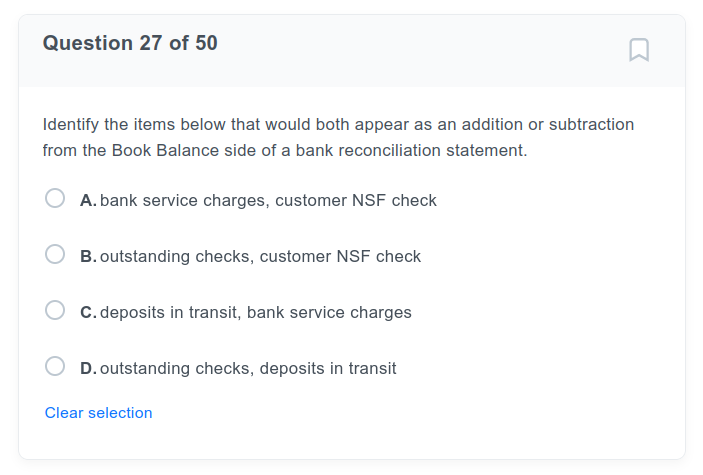 Question 27 of 50
Identify the items below that would both appear as an addition or subtraction
from the Book Balance side of a bank reconciliation statement.
A. bank service charges, customer NSF check
B. outstanding checks, customer NSF check
C. deposits in transit, bank service charges
D. outstanding checks, deposits in transit
Clear selection